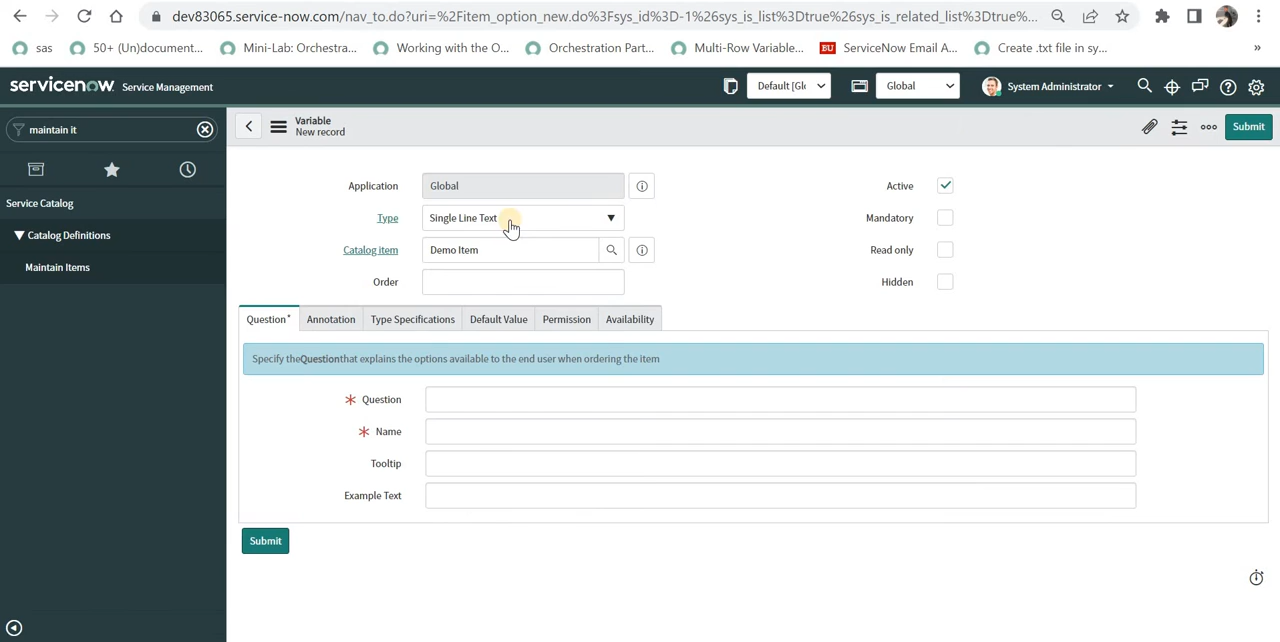 dev83065.service-now.com/nav_to.do?uri=%2Fitem_option_new.do%3Fsys_id%3D-1%26sys_is_list%3Dtrue%26sys_is_related_list%3Dtrue%...
sas 50+ (Un)document... Mini-Lab: Orchestra... Working with the O... Orchestration Part... Multi-Row Variable... BU ServiceNow Email A... Create .txt file in sy... »
servicenow Service Management Default [Gl Global System Administrator
maintain it
Variable
New record
Submit
Service Catalog
Catalog Definitions
Maintain Items
Application Global Active
Type Single Line Text Mandatory
Catalog item Demo Item Read only
Order Hidden
Question* Annotation Type Specifications Default Value Permission Availability
Specify theQuestionthat explains the options available to the end user when ordering the item
* Question
* Name
Tooltip
Example Text
Submit